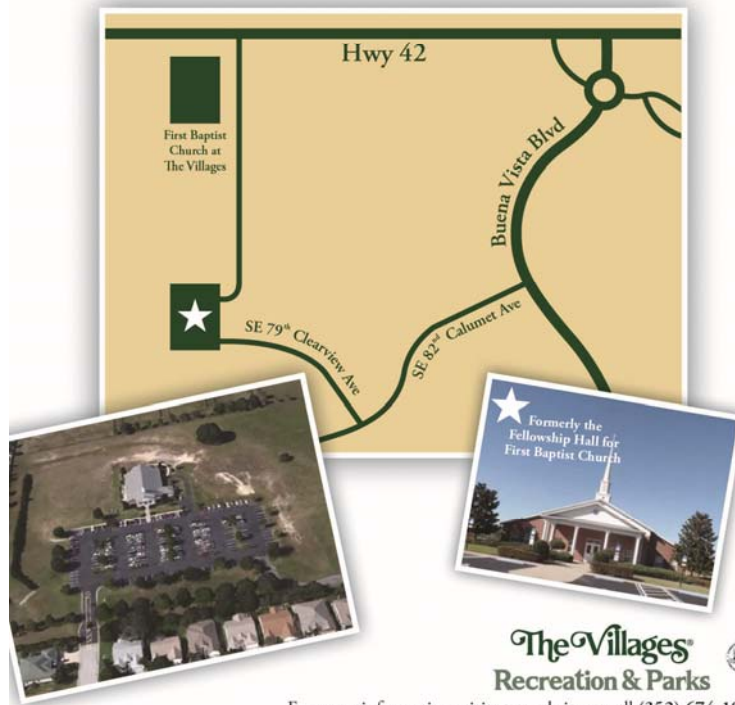 Hwy 42
First Baptist
Church at
The Villages
Buena Vista Blvd
SE 79th Clearview Ave
SE 82nd Calumet Ave
Formerly the
Fellowship Hall for
First Baptist Church
The Villages®
Recreation & Parks